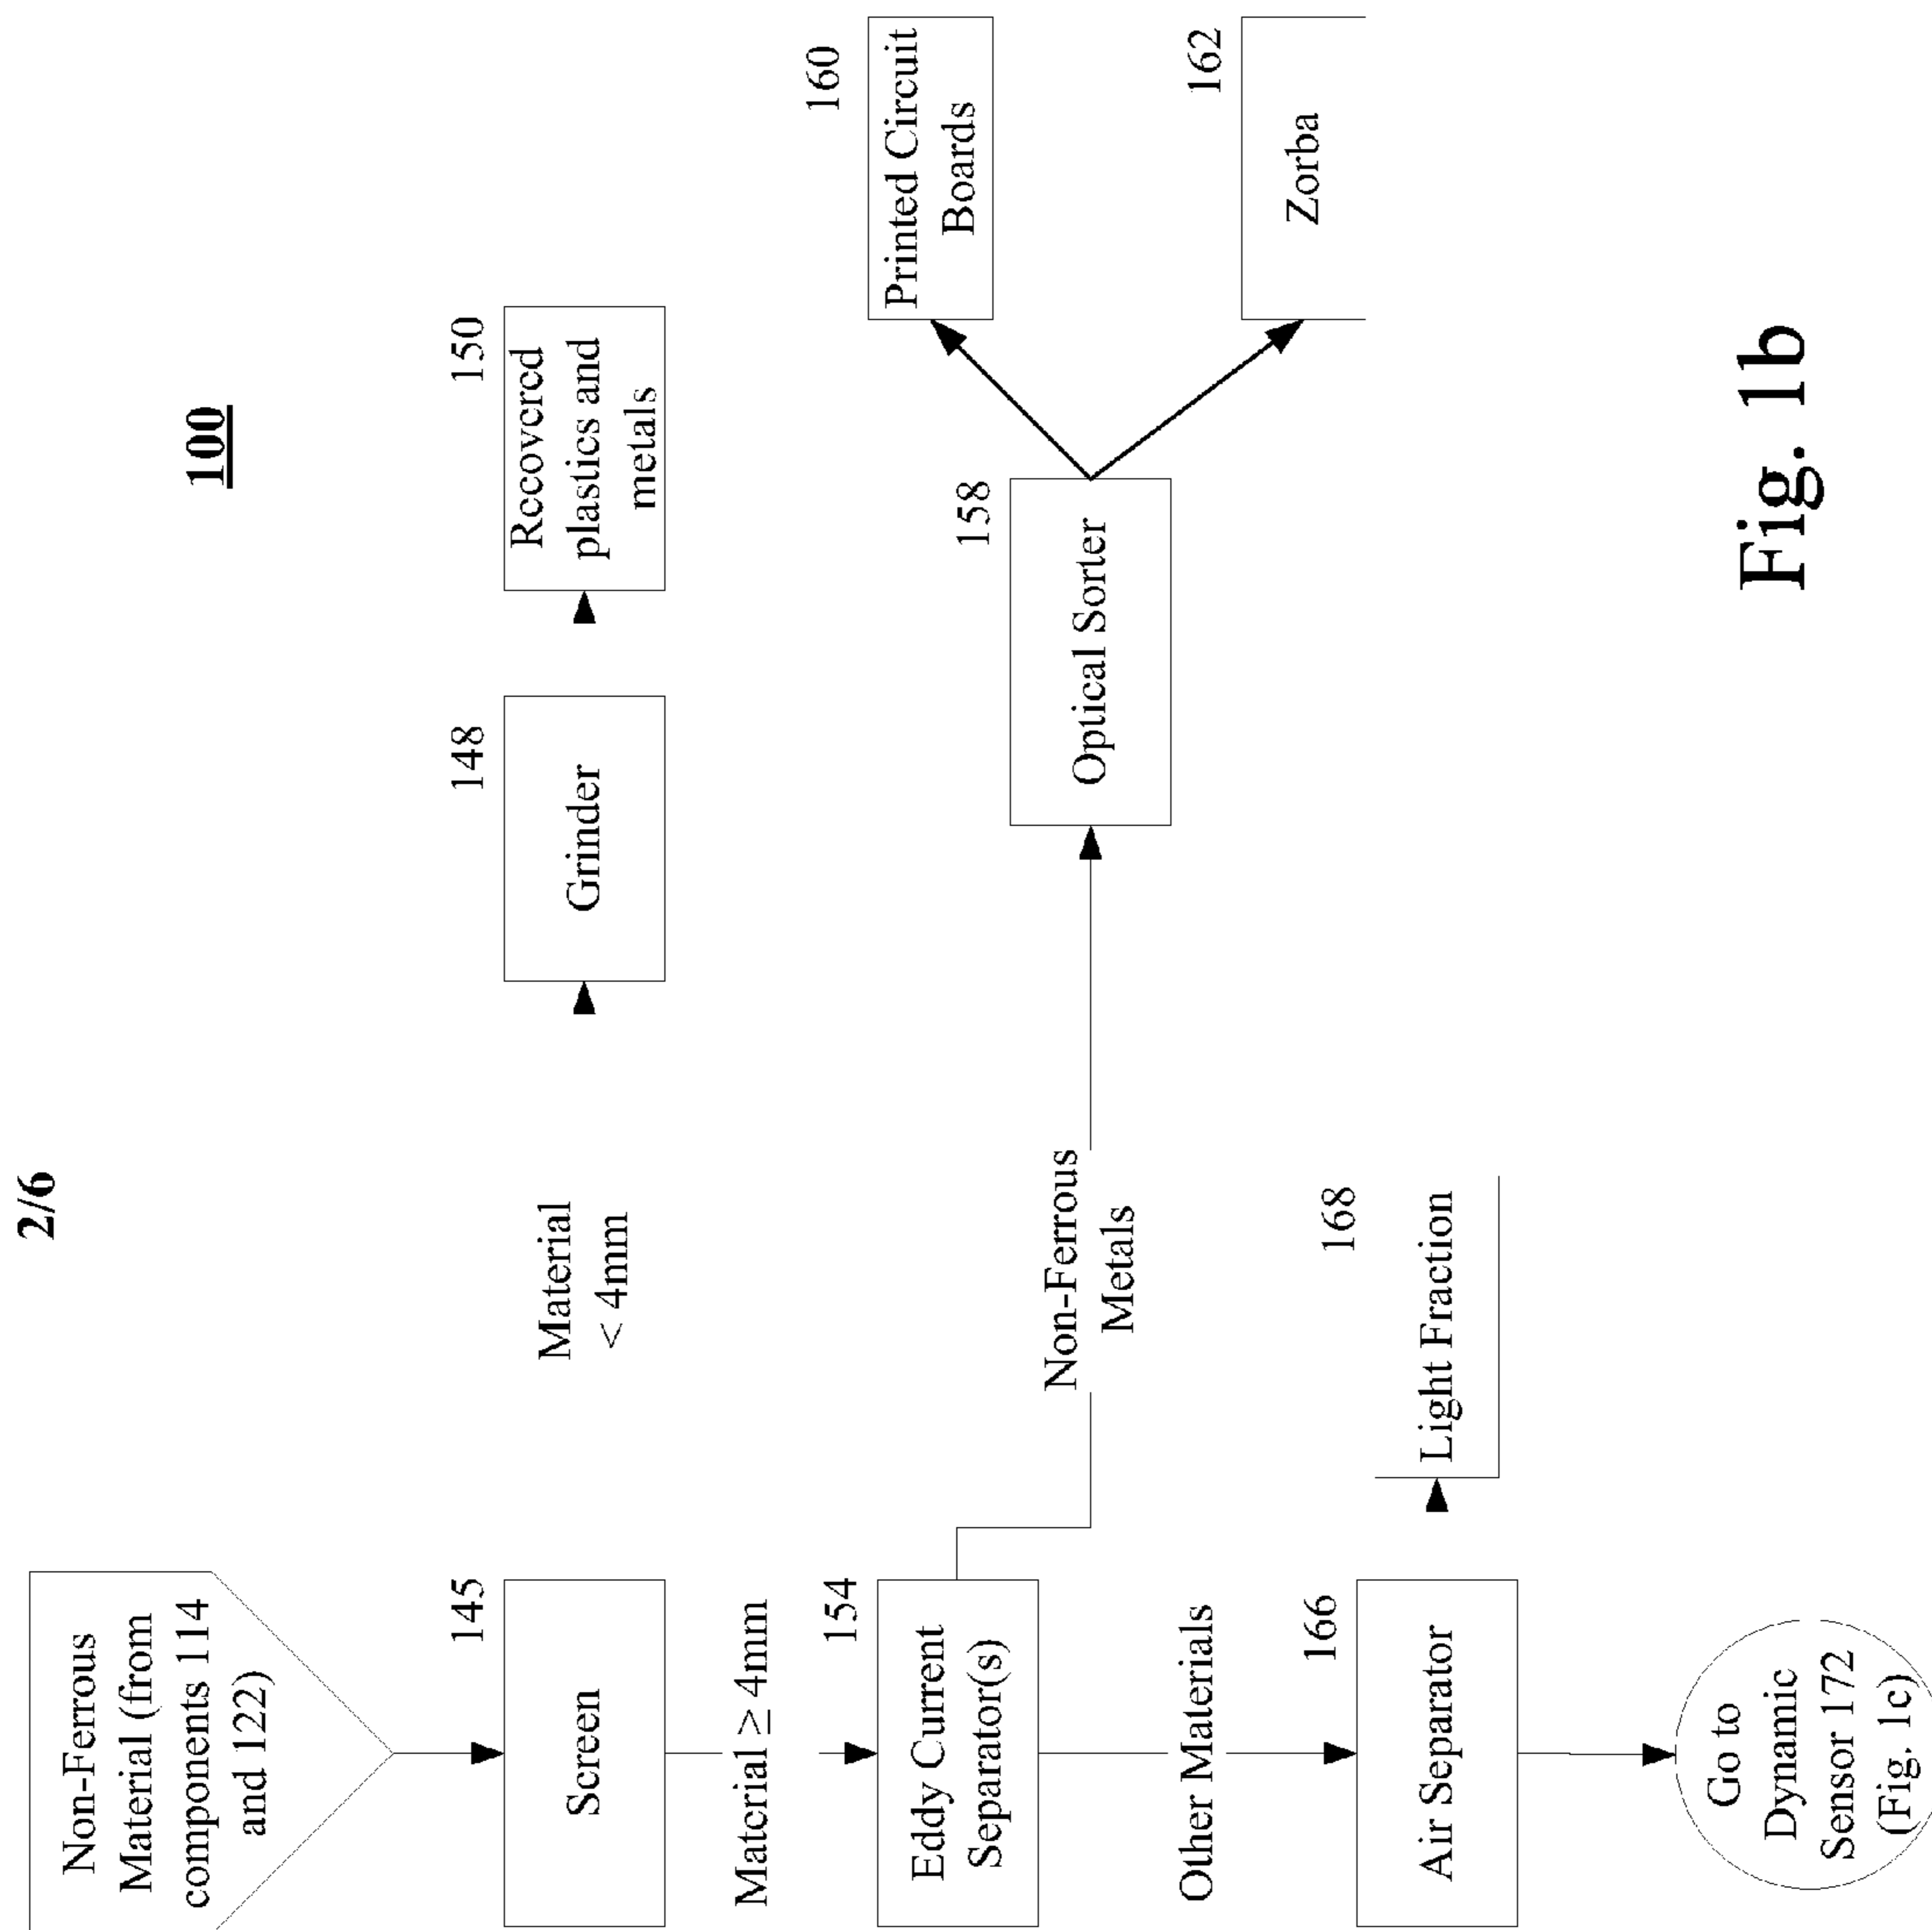 2/6
100
Non-Ferrous
Material (from
components 114
and 122)
145
Screen
Material
< 4mm
148
Grinder
150
Recovered
plastics and
metals
Material ≥ 4mm
154
Eddy Current
Separator(s)
Non-Ferrous
Metals
158
Optical Sorter
160
Printed Circuit
Boards
162
Zorba
Other Materials
166
Air Separator
168
Light Fraction
Go to
Dynamic
Sensor 172
(Fig. 1c)
Fig. 1b